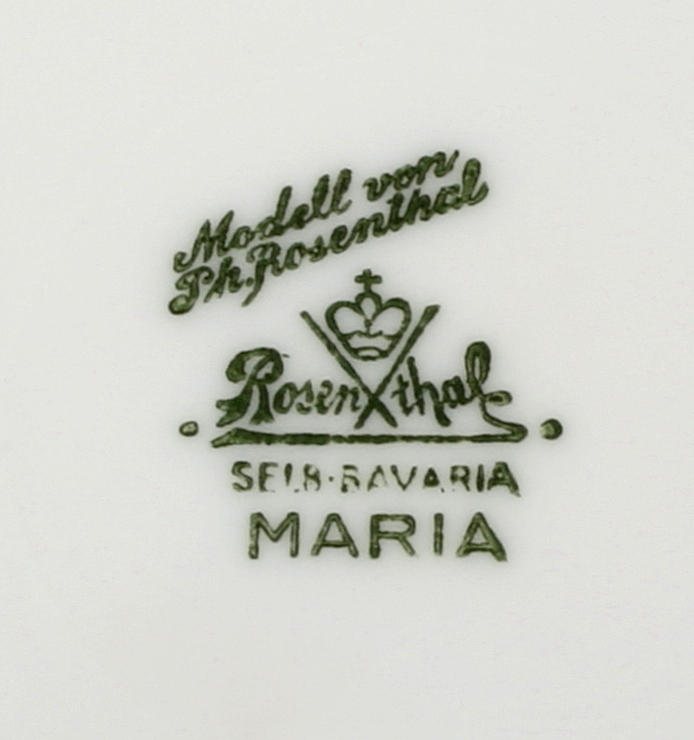 Modell von
Ph. Rosenthal
Rosenthal
SELB·BAVARIA
MARIA